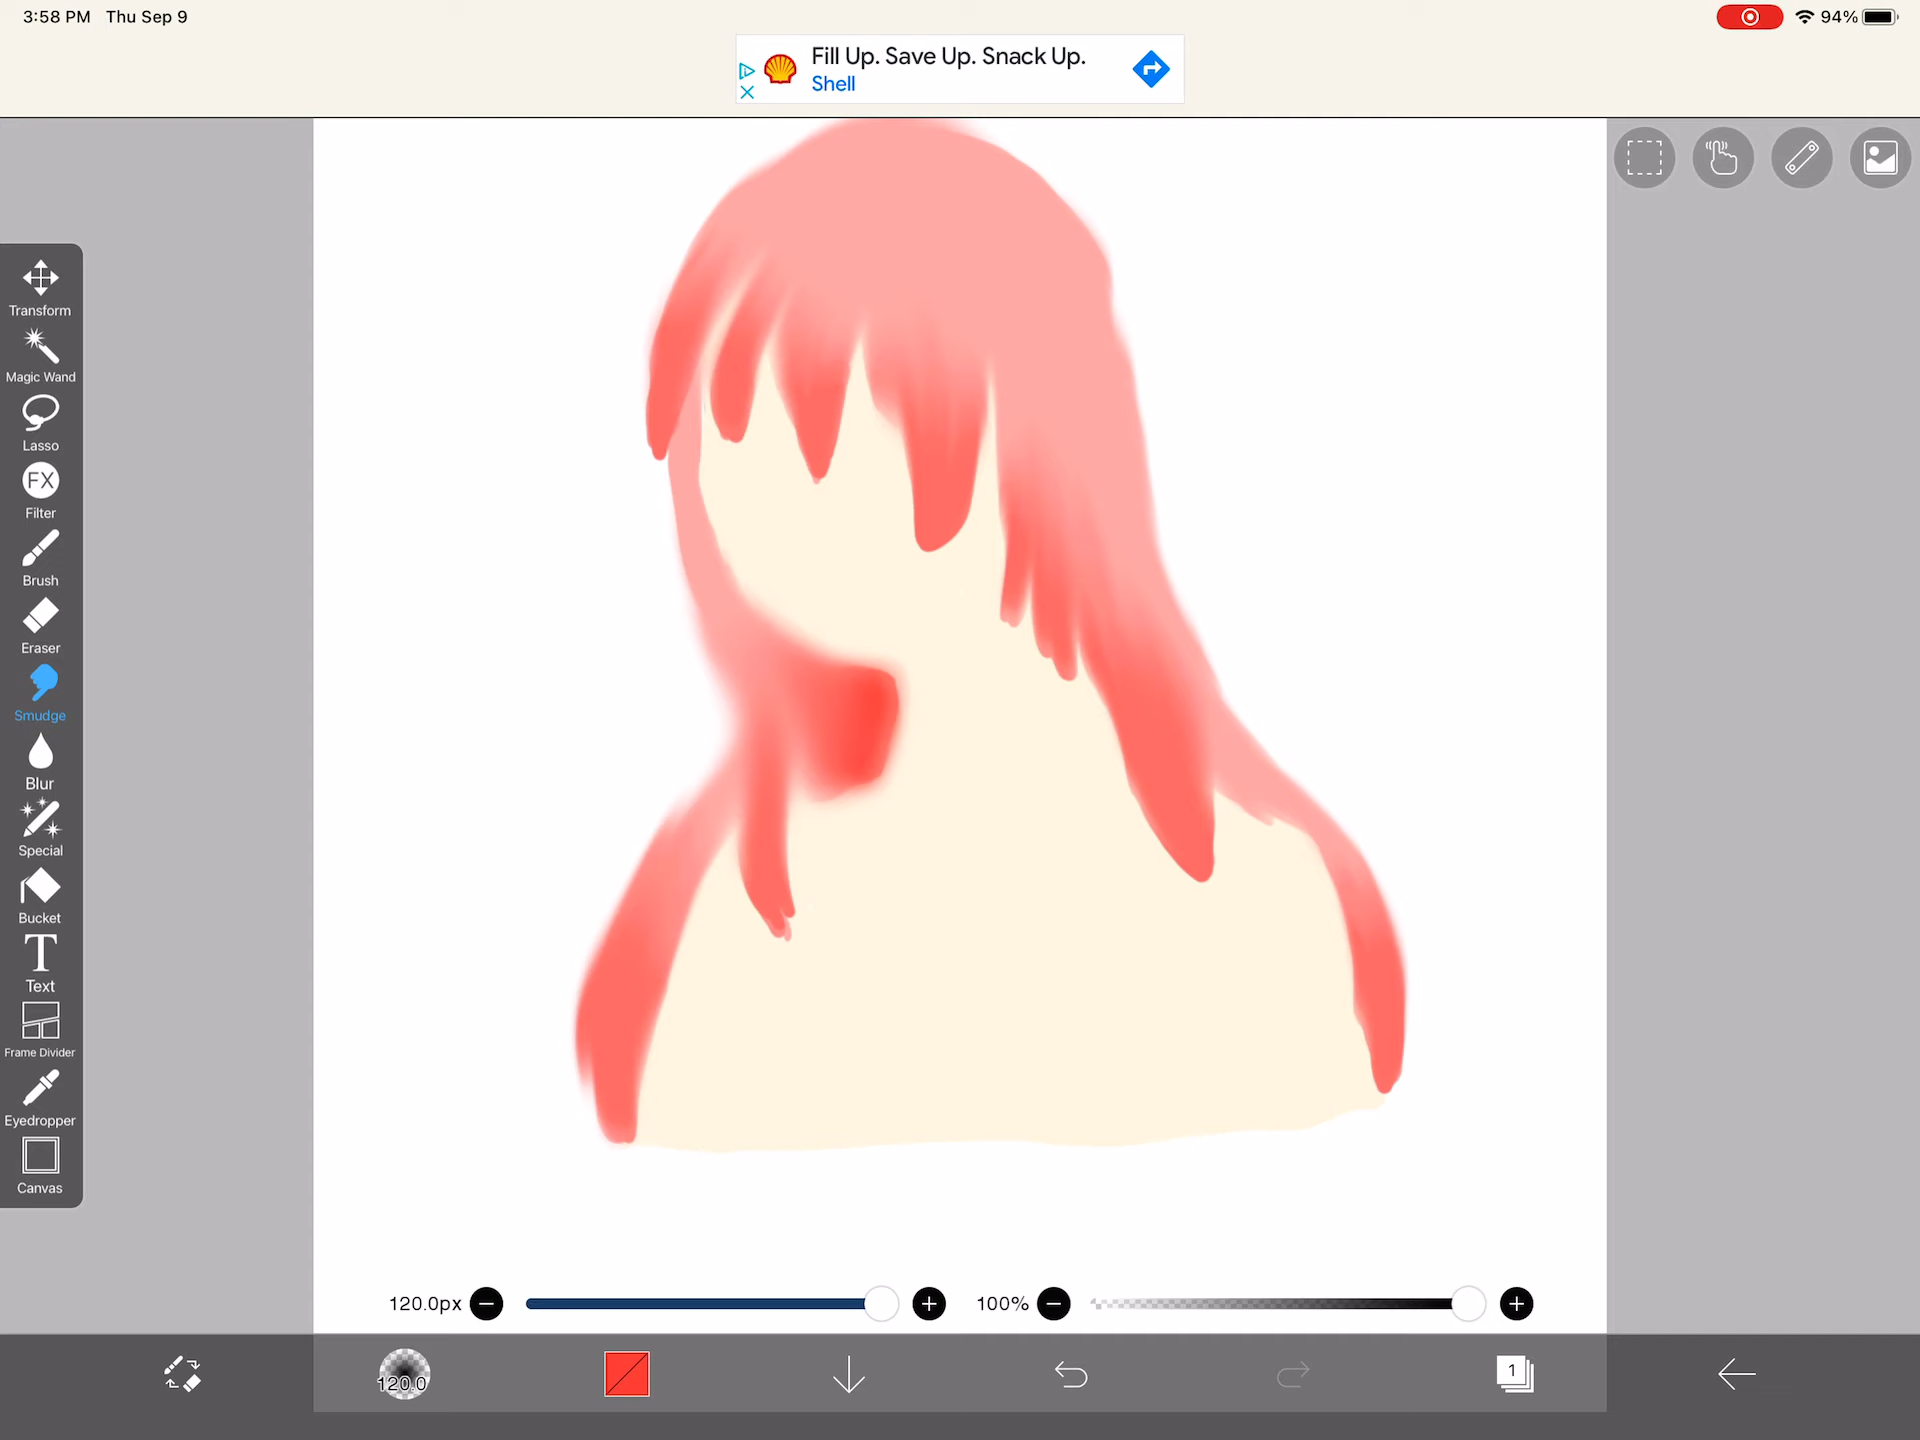 3:58 PM Thu Sep 9
94%
Fill Up. Save Up. Snack Up.
Shell
Transform
Magic Wand
Lasso
FX
Filter
Brush
Eraser
Smudge
Blur
Special
Bucket
T
Text
Frame Divider
Eyedropper
Canvas
120.0px
100%
120.0
1